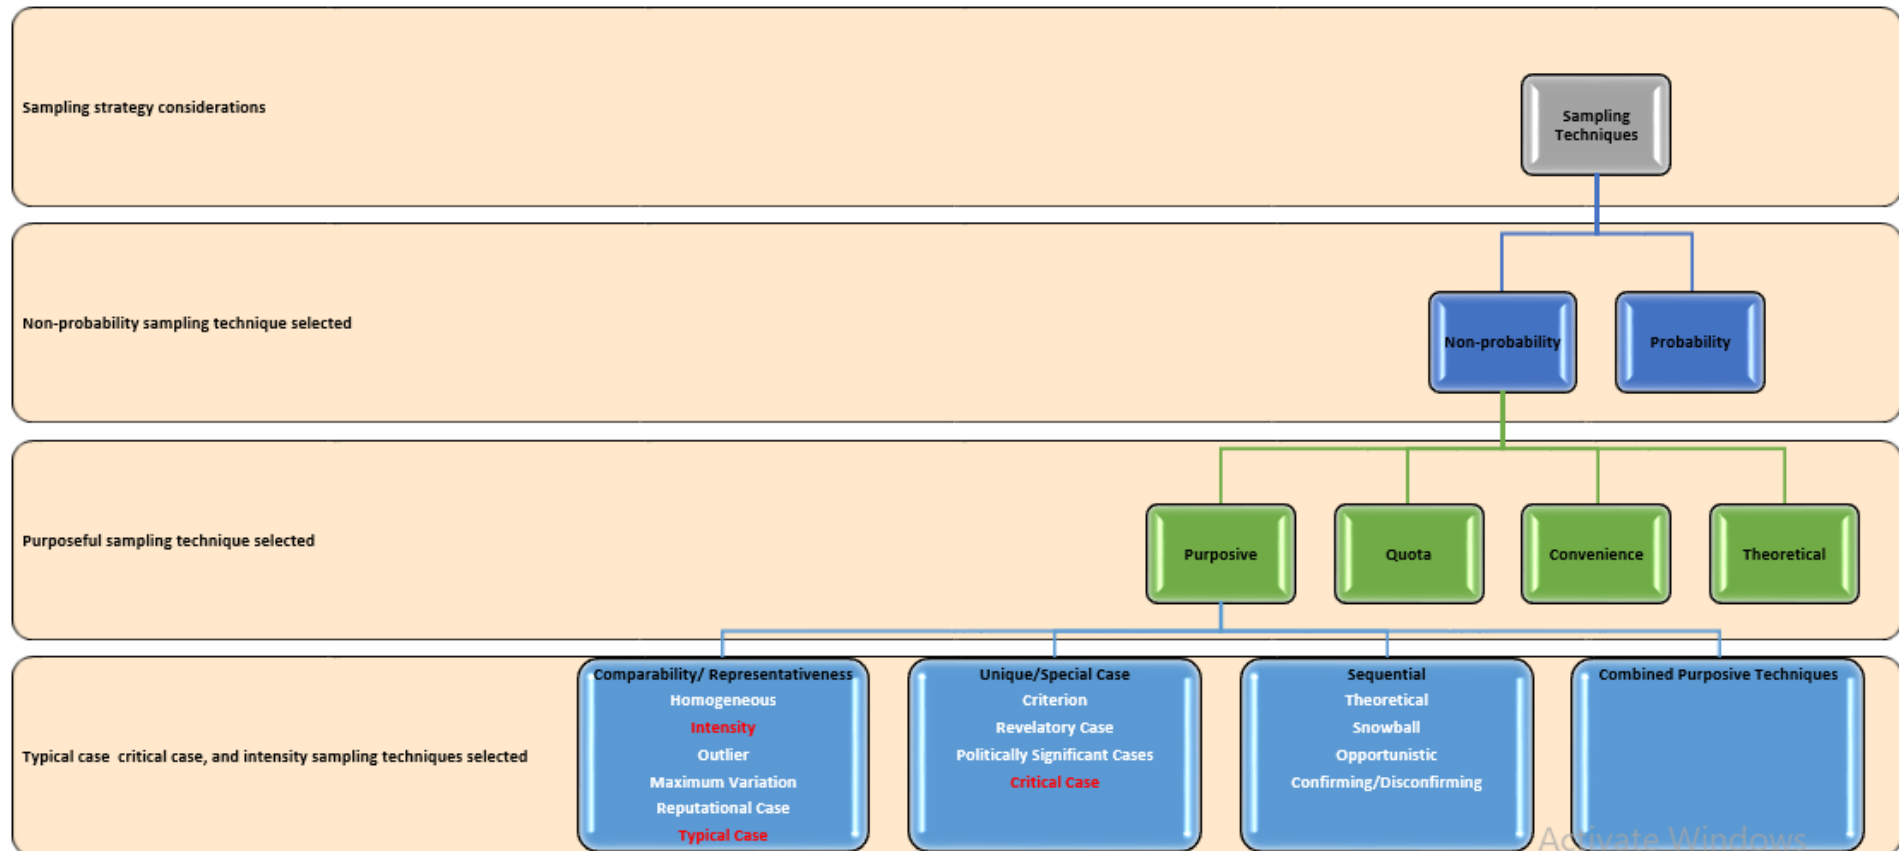 Sampling strategy considerations
Sampling
Techniques
Non-probability sampling technique selected
Non-probability
Probability
Purposeful sampling technique selected
Purposive
Quota
Convenience
Theoretical
Typical case  critical case, and intensity sampling techniques selected
Comparability/ Representativeness
Homogeneous
Intensity
Outlier
Maximum Variation
Reputational Case
Typical Case
Unique/Special Case
Criterion
Revelatory Case
Politically Significant Cases
Critical Case
Sequential
Theoretical
Snowball
Opportunistic
Confirming/Disconfirming
Combined Purposive Techniques
Activate Windows